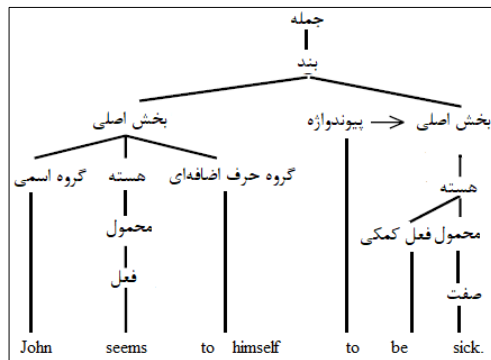 جمله
بند
بخش اصلی پیوندواژه → بخش اصلی
گروه اسمی هسته گروه حرف اضافه‌ای هسته
محمول فعل کمکی محمول
فعل صفت
John seems to himself to be sick.